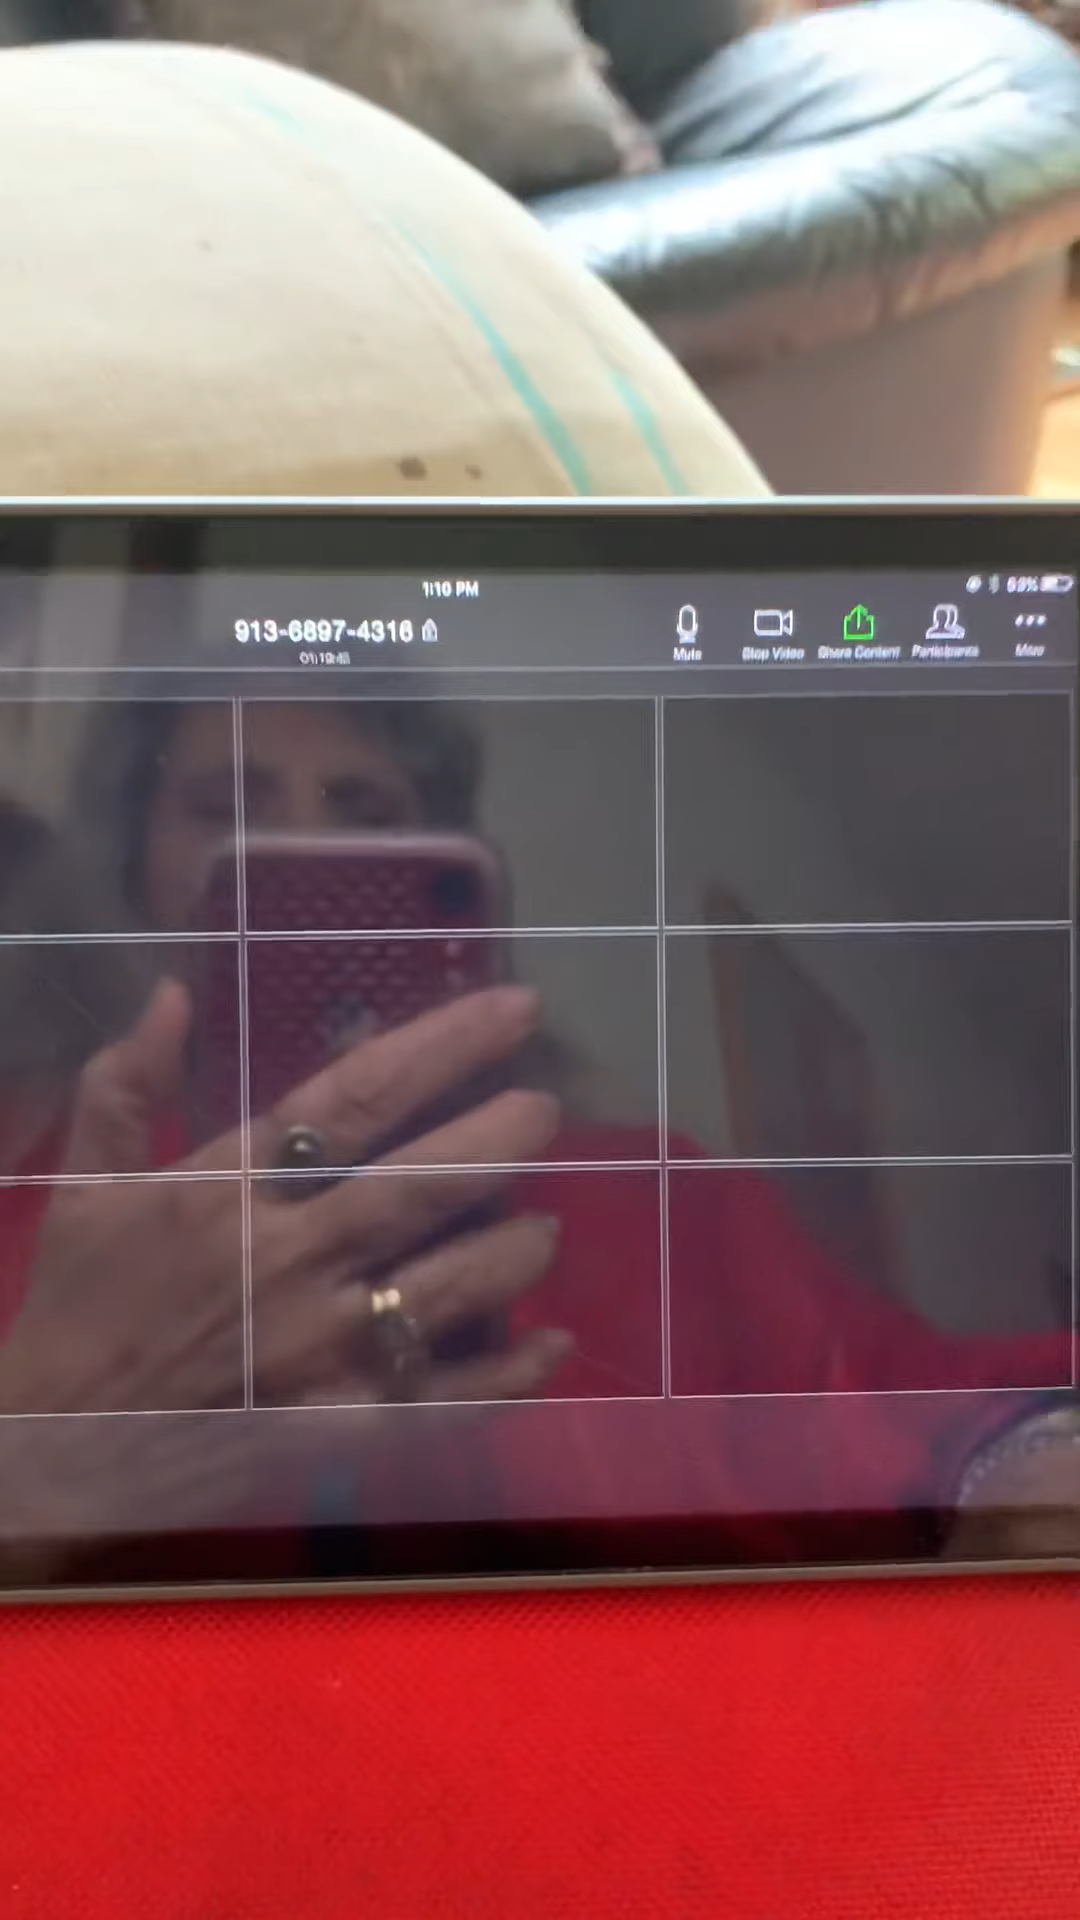 1:10 PM
913-6897-4316
Mute
Stop Video
Share Content
Participants
More